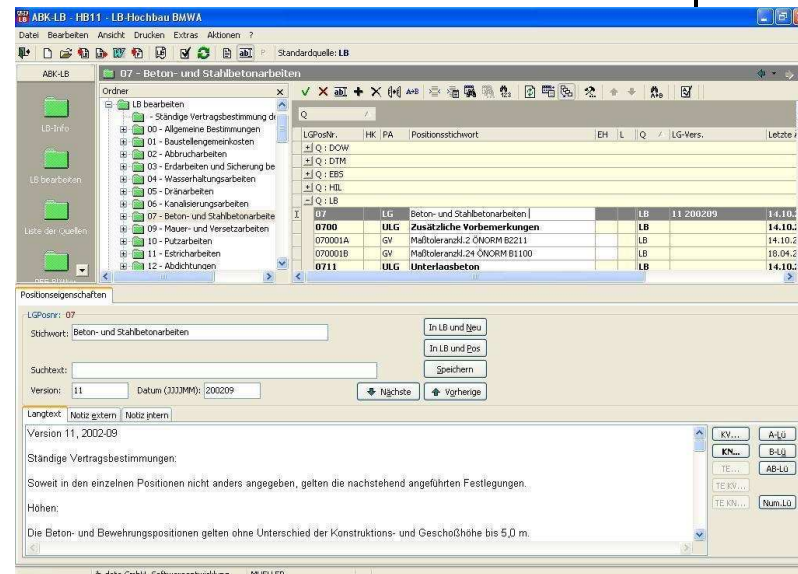 ABK-LB - HB11 - LB-Hochbau BMWA
Datei Bearbeiten Ansicht Drucken Extras Aktionen ?
Standardquelle: LB
ABK-LB
07 - Beton- und Stahlbetonarbeiten
Ordner
LB bearbeiten
- Ständige Vertragsbestimmung
00 - Allgemeine Bestimmungen
01 - Baustellengemeinkosten
02 - Abbrucharbeiten
03 - Erdarbeiten und Sicherung be
04 - Wasserhaltungsarbeiten
05 - Dränarbeiten
06 - Kanalisierungsarbeiten
07 - Beton- und Stahlbetonarbeite
09 - Mauer- und Versetzarbeiten
10 - Putzarbeiten
11 - Estricharbeiten
12 - Abdichtungen
LB-Info
LB bearbeiten
Liste der Quellen
Q
LGPosNr. HK PA Positionsstichwort EH L Q LG-Vers. Letzte
Q : DOW
Q : DTM
Q : EBS
Q : HIL
Q : LB
07 LG Beton- und Stahlbetonarbeiten LB 11 200209 14.10.
0700 ULG Zusätzliche Vorbemerkungen LB 14.10.
070001A GV Maßtoleranzkl.2 ÖNORM B2211 LB 14.10.2
070001B GV Maßtoleranzkl.24 ÖNORM B1100 LB 18.04.2
0711 ULG Unterlagsbeton LB 14.10.
Positionseigenschaften
LGPosnr: 07
Stichwort: Beton- und Stahlbetonarbeiten
In LB und Neu
In LB und Pos
Suchtext:
Speichern
Version: 11 Datum (JJJJMM): 200209
Nächste Vorherige
Langtext Notiz extern Notiz intern
Version 11, 2002-09
Ständige Vertragsbestimmungen:
Soweit in den einzelnen Positionen nicht anders angegeben, gelten die nachstehend angeführten Festlegungen.
Höhen:
Die Beton- und Bewehrungspositionen gelten ohne Unterschied der Konstruktions- und Geschoßhöhe bis 5,0 m.
KV... A-Lü
KN... B-Lü
TE... AB-Lü
TE KV...
TE KN... Num.Lü